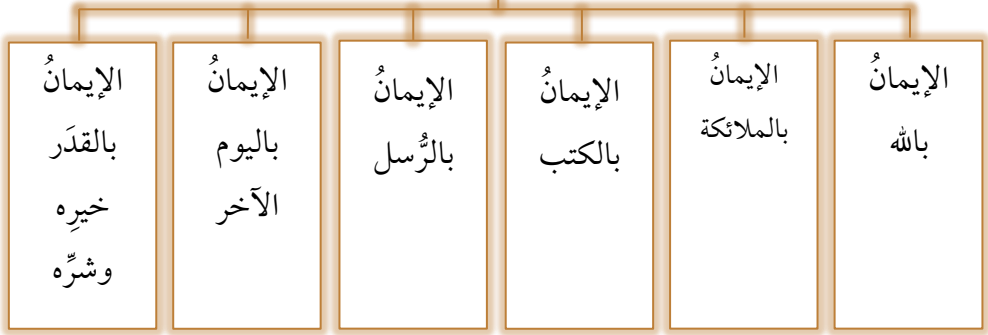 الإيمانُ
بالله
الإيمانُ
بالملائكة
الإيمانُ
بالكتب
الإيمانُ
بالرُّسل
الإيمانُ
باليوم
الآخر
الإيمانُ
بالقدَر
خيرِه
وشرِّه